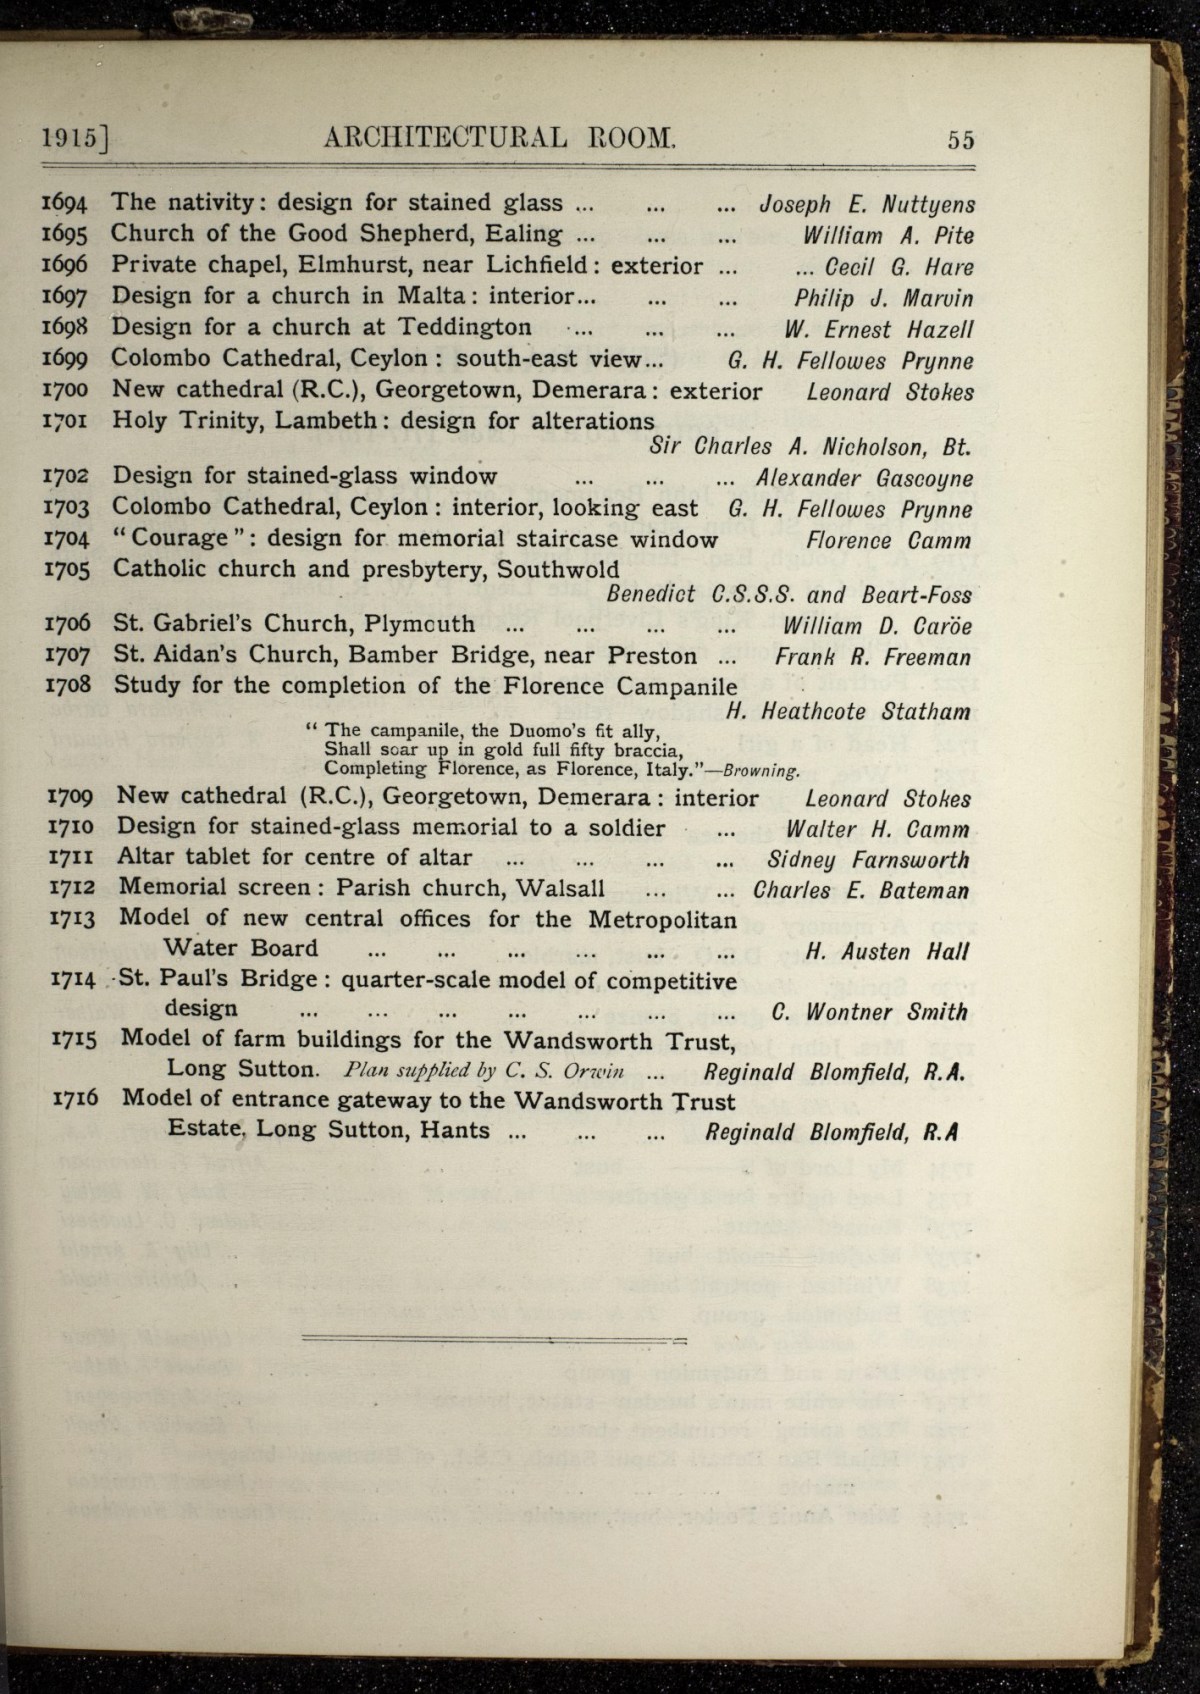 1915] ARCHITECTURAL ROOM. 55
1694 The nativity: design for stained glass ... ... ... Joseph E. Nuttyens
1695 Church of the Good Shepherd, Ealing ... ... ... William A. Pite
1696 Private chapel, Elmhurst, near Lichfield: exterior ... ... Cecil G. Hare
1697 Design for a church in Malta: interior... ... ... Philip J. Marvin
1698 Design for a church at Teddington ... ... ... W. Ernest Hazell
1699 Colombo Cathedral, Ceylon: south-east view... G. H. Fellowes Prynne
1700 New cathedral (R.C.), Georgetown, Demerara: exterior Leonard Stokes
1701 Holy Trinity, Lambeth: design for alterations
Sir Charles A. Nicholson, Bt.
1702 Design for stained-glass window ... ... ... Alexander Gascoyne
1703 Colombo Cathedral, Ceylon: interior, looking east G. H. Fellowes Prynne
1704 "Courage": design for memorial staircase window Florence Camm
1705 Catholic church and presbytery, Southwold
Benedict C.S.S.S. and Beart-Foss
1706 St. Gabriel's Church, Plymouth ... ... ... ... William D. Caröe
1707 St. Aidan's Church, Bamber Bridge, near Preston ... Frank R. Freeman
1708 Study for the completion of the Florence Campanile
H. Heathcote Statham
"The campanile, the Duomo's fit ally,
Shall soar up in gold full fifty braccia,
Completing Florence, as Florence, Italy."—Browning.
1709 New cathedral (R.C.), Georgetown, Demerara: interior Leonard Stokes
1710 Design for stained-glass memorial to a soldier ... Walter H. Camm
1711 Altar tablet for centre of altar ... ... ... ... Sidney Farnsworth
1712 Memorial screen: Parish church, Walsall ... ... Charles E. Bateman
1713 Model of new central offices for the Metropolitan
Water Board ... ... ... ... ... ... H. Austen Hall
1714 St. Paul's Bridge: quarter-scale model of competitive
design ... ... ... ... ... ... ... C. Wontner Smith
1715 Model of farm buildings for the Wandsworth Trust,
Long Sutton. Plan supplied by C. S. Orwin ... Reginald Blomfield, R.A.
1716 Model of entrance gateway to the Wandsworth Trust
Estate, Long Sutton, Hants ... ... ... Reginald Blomfield, R.A